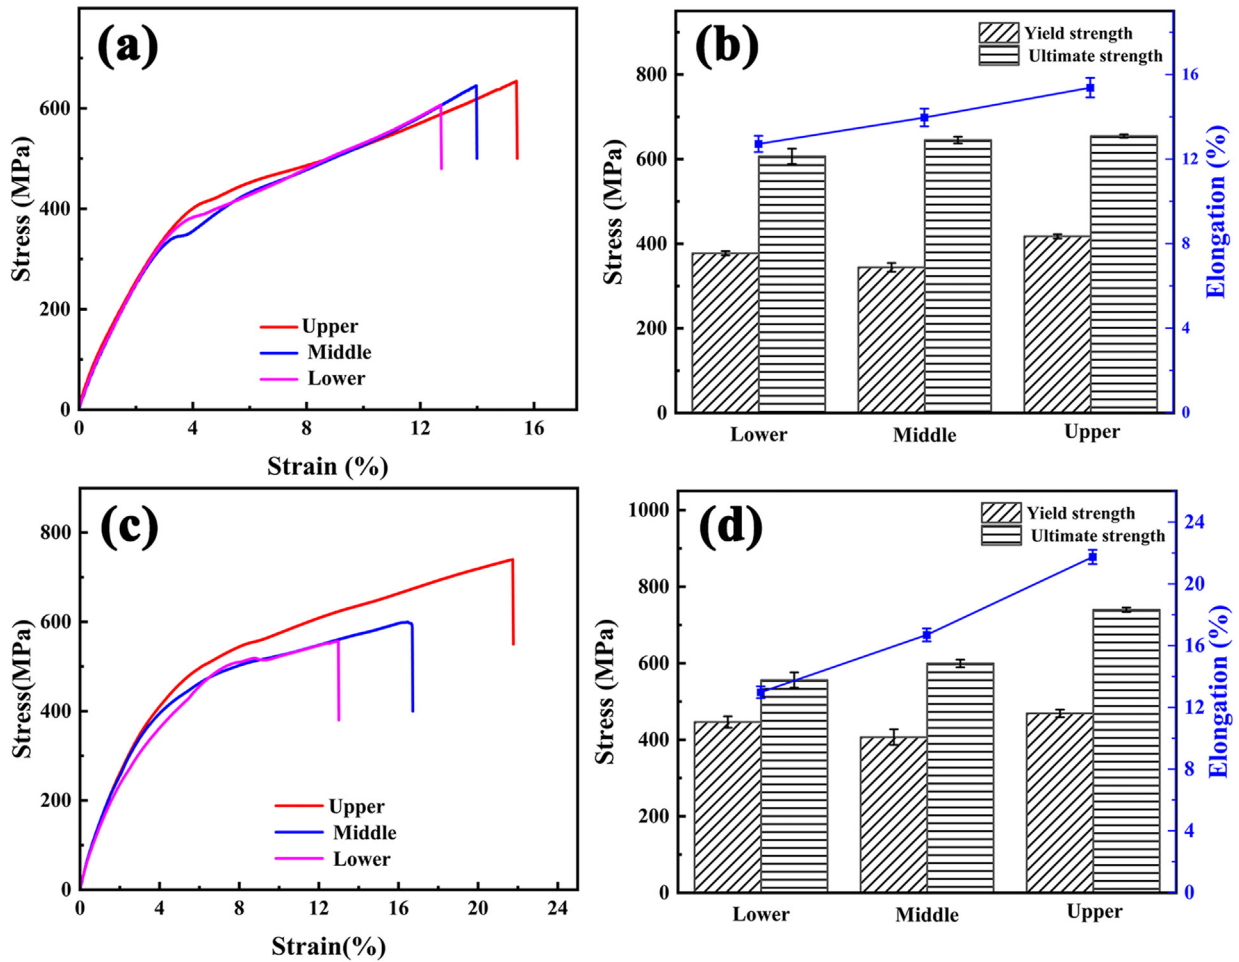 (a)
Stress (MPa)
600
400
200
0
Upper
Middle
Lower
0 4 8 12 16
Strain (%)
(b)
Yield strength
Ultimate strength
Stress (MPa)
800
600
400
200
0
16
12
8
4
0
Elongation (%)
Lower Middle Upper
(c)
Stress(MPa)
800
600
400
200
0
Upper
Middle
Lower
0 4 8 12 16 20 24
Strain(%)
(d)
Yield strength
Ultimate strength
Stress (MPa)
1000
800
600
400
200
0
24
20
16
12
8
4
0
Elongation (%)
Lower Middle Upper